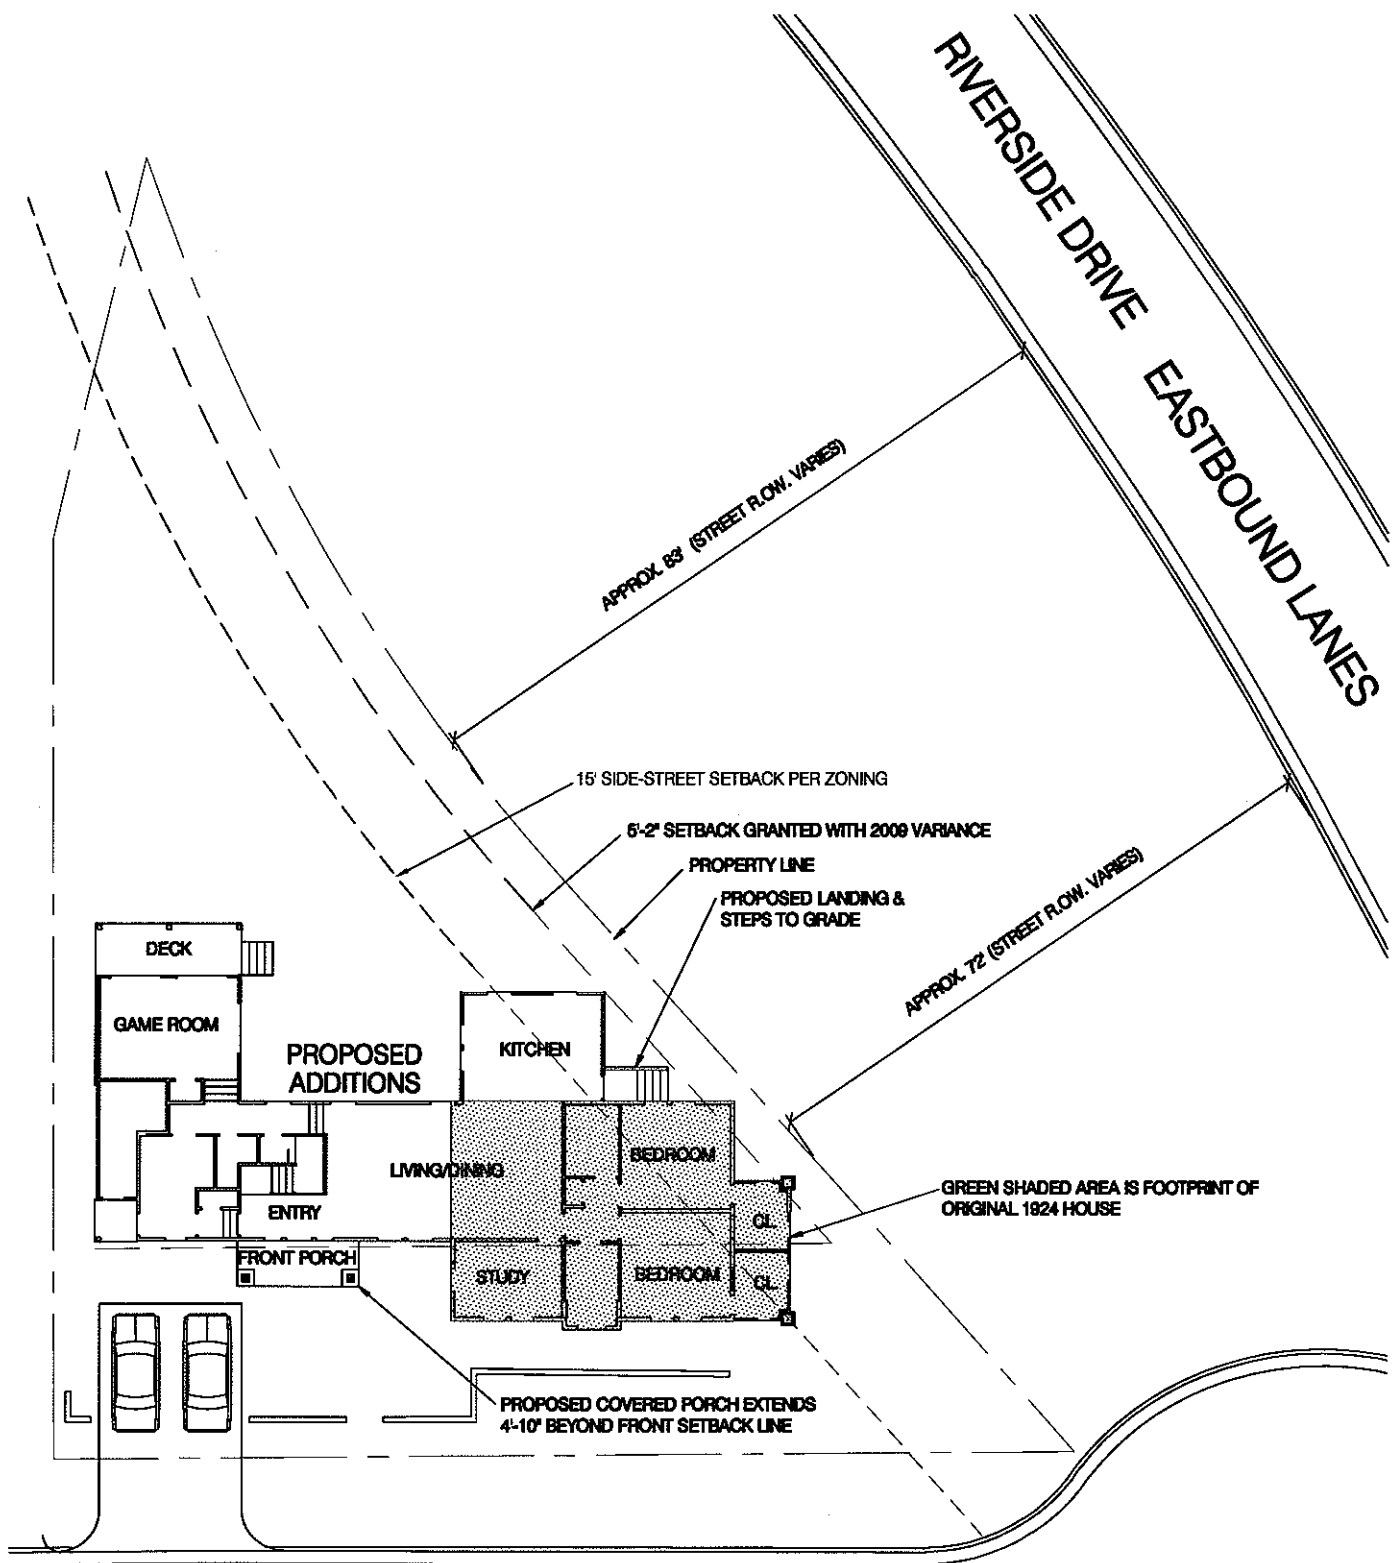 RIVERSIDE DRIVE EASTBOUND LANES
APPROX. 83' (STREET R.OW. VARIES)
15' SIDE-STREET SETBACK PER ZONING
5'-2" SETBACK GRANTED WITH 2009 VARIANCE
PROPERTY LINE
PROPOSED LANDING &
STEPS TO GRADE
APPROX. 72' (STREET R.OW. VARIES)
DECK
GAME ROOM
PROPOSED
ADDITIONS
KITCHEN
LIVING/DINING
BEDROOM
GREEN SHADED AREA IS FOOTPRINT OF
ORIGINAL 1924 HOUSE
ENTRY
CL.
FRONT PORCH
STUDY
BEDROOM
CL.
PROPOSED COVERED PORCH EXTENDS
4'-10" BEYOND FRONT SETBACK LINE